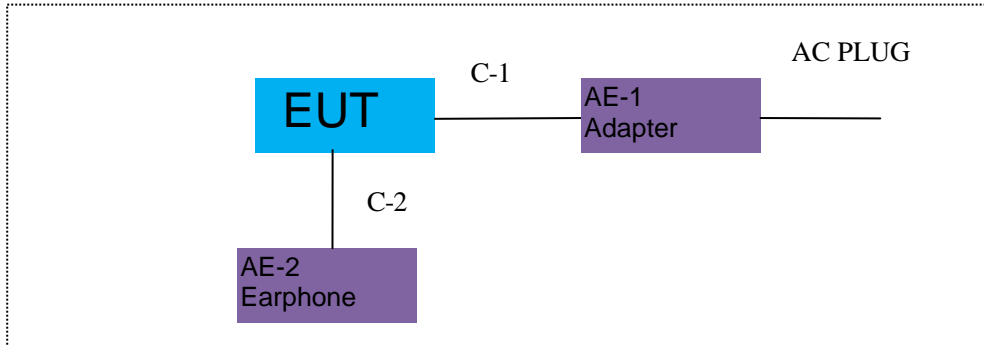 AC PLUG
C-1
EUT
AE-1
Adapter
C-2
AE-2
Earphone